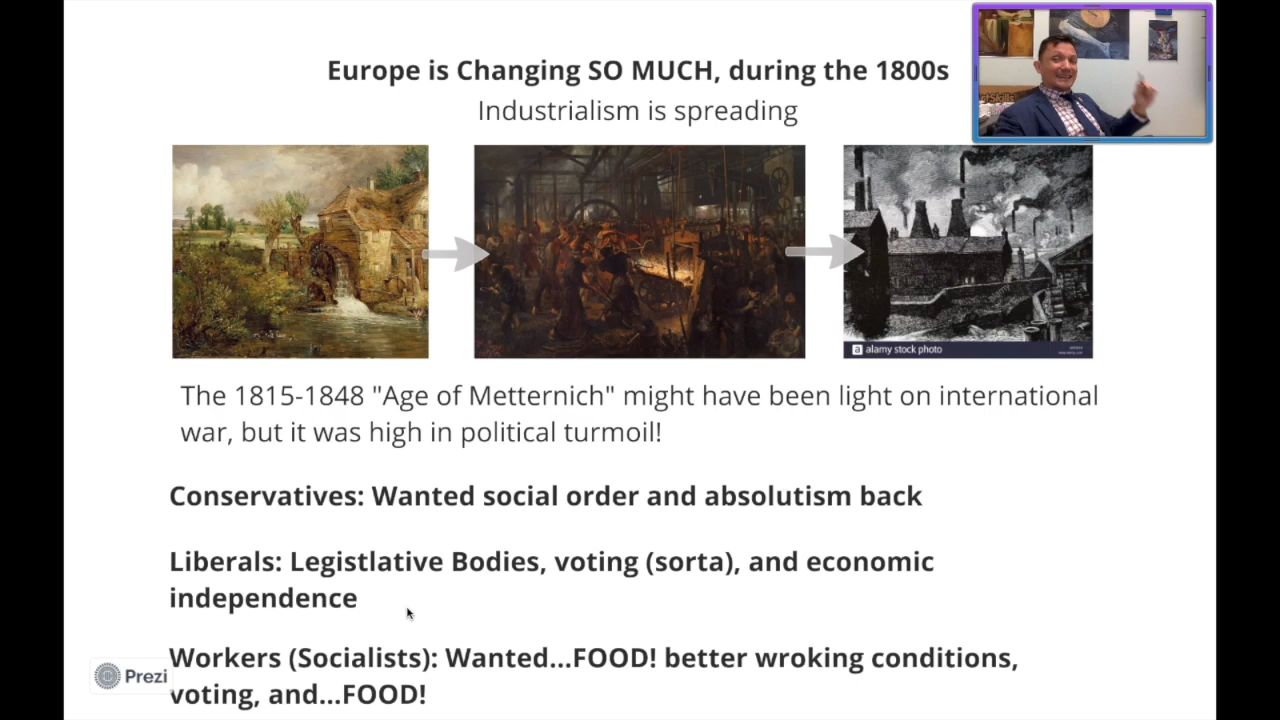 Europe is Changing SO MUCH, during the 1800s
Industrialism is spreading
a alamy stock photo
The 1815-1848 "Age of Metternich" might have been light on international
war, but it was high in political turmoil!
Conservatives: Wanted social order and absolutism back
Liberals: Legistlative Bodies, voting (sorta), and economic
independence
Workers (Socialists): Wanted...FOOD! better wroking conditions,
voting, and...FOOD!
Prezi